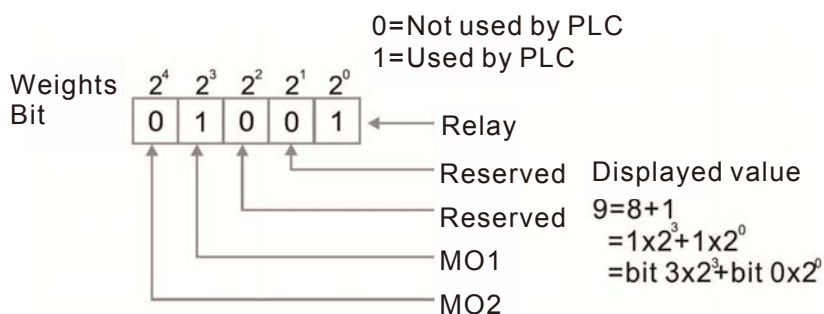 0=Not used by PLC
1=Used by PLC
Weights 2⁴ 2³ 2² 2¹ 2⁰
Bit 0 1 0 0 1
Relay
Reserved
Reserved
MO1
MO2
Displayed value
9=8+1
=1x2³+1x2⁰
=bit 3x2³+bit 0x2⁰